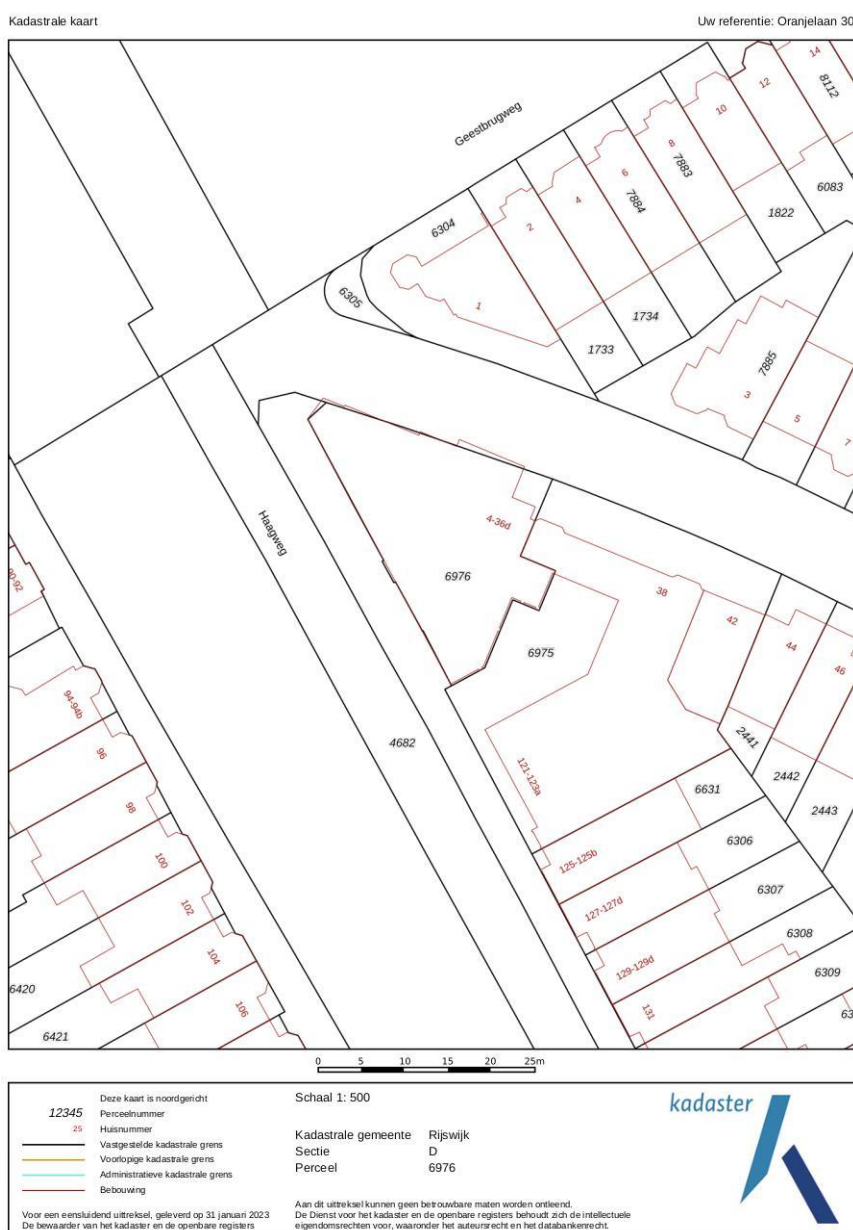 Kadastrale kaart
Uw referentie: Oranjelaan 30
Geestbrugweg
14
8112
12
10
8
7883
6
7884
4
2
6304
6083
1822
6305
1
1734
1733
7885
3
5
7
Haagweg
4-36d
6976
90-92
38
42
44
46
6975
94-94b
96
98
100
102
104
106
4682
121-123a
2441
2442
2443
6631
125-125b
6306
127-127d
6307
6308
129-129d
6309
131
63
6420
6421
0 5 10 15 20 25m
Deze kaart is noordgericht
12345 Perceelnummer
25 Huisnummer
Vastgestelde kadastrale grens
Voorlopige kadastrale grens
Administratieve kadastrale grens
Bebouwing
Voor een eensluidend uittreksel, geleverd op 31 januari 2023
De bewaarder van het kadaster en de openbare registers
Schaal 1: 500
Kadastrale gemeente Rijswijk
Sectie D
Perceel 6976
Aan dit uittreksel kunnen geen betrouwbare maten worden ontleend.
De Dienst voor het kadaster en de openbare registers behoudt zich de intellectuele
eigendomsrechten voor, waaronder het auteursrecht en het databankenrecht.
kadaster